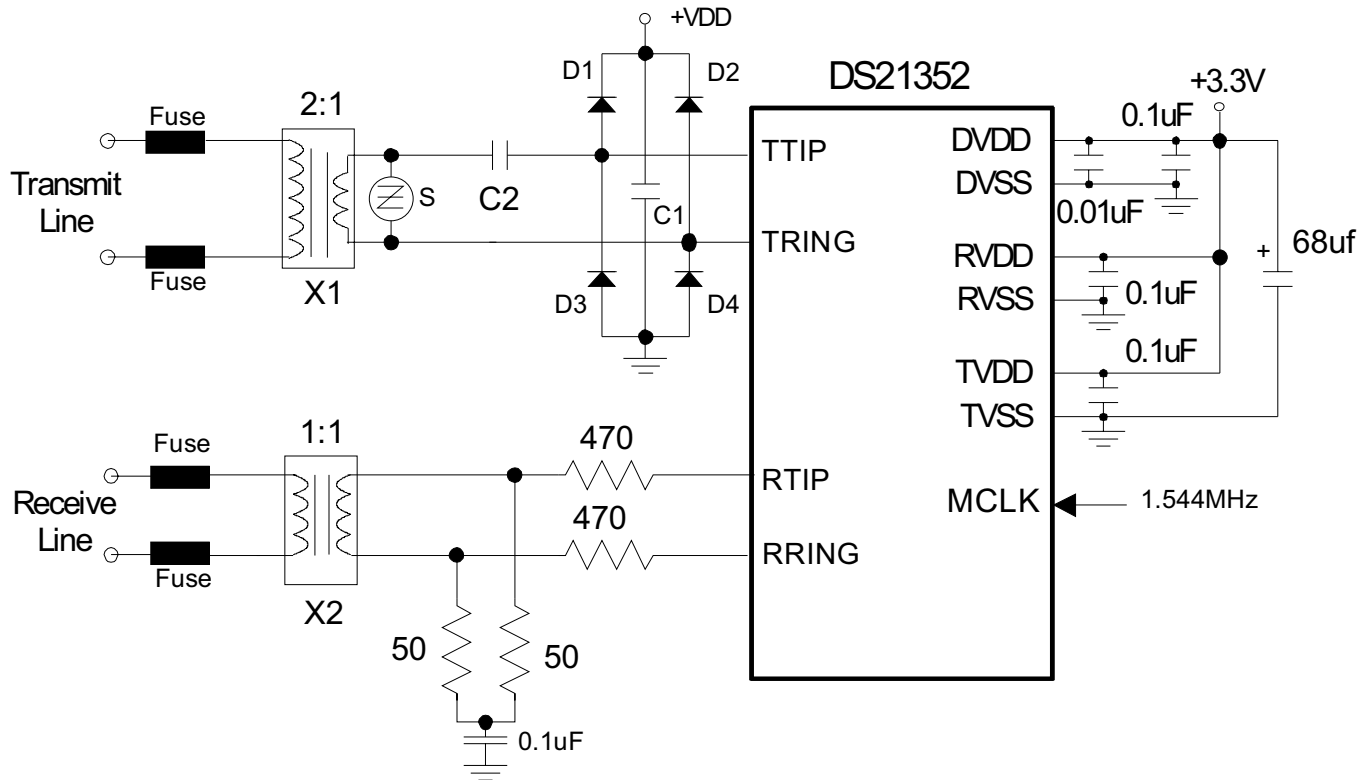 +VDD
D1
D2
DS21352
+3.3V
2:1
0.1uF
Fuse
TTIP
DVDD
Transmit
Line
S
C2
C1
DVSS
0.01uF
TRING
RVDD
68uf
+
Fuse
X1
D3
D4
0.1uF
RVSS
0.1uF
TVDD
TVSS
1:1
Fuse
470
RTIP
Receive
Line
MCLK
1.544MHz
470
RRING
Fuse
X2
50
50
0.1uF